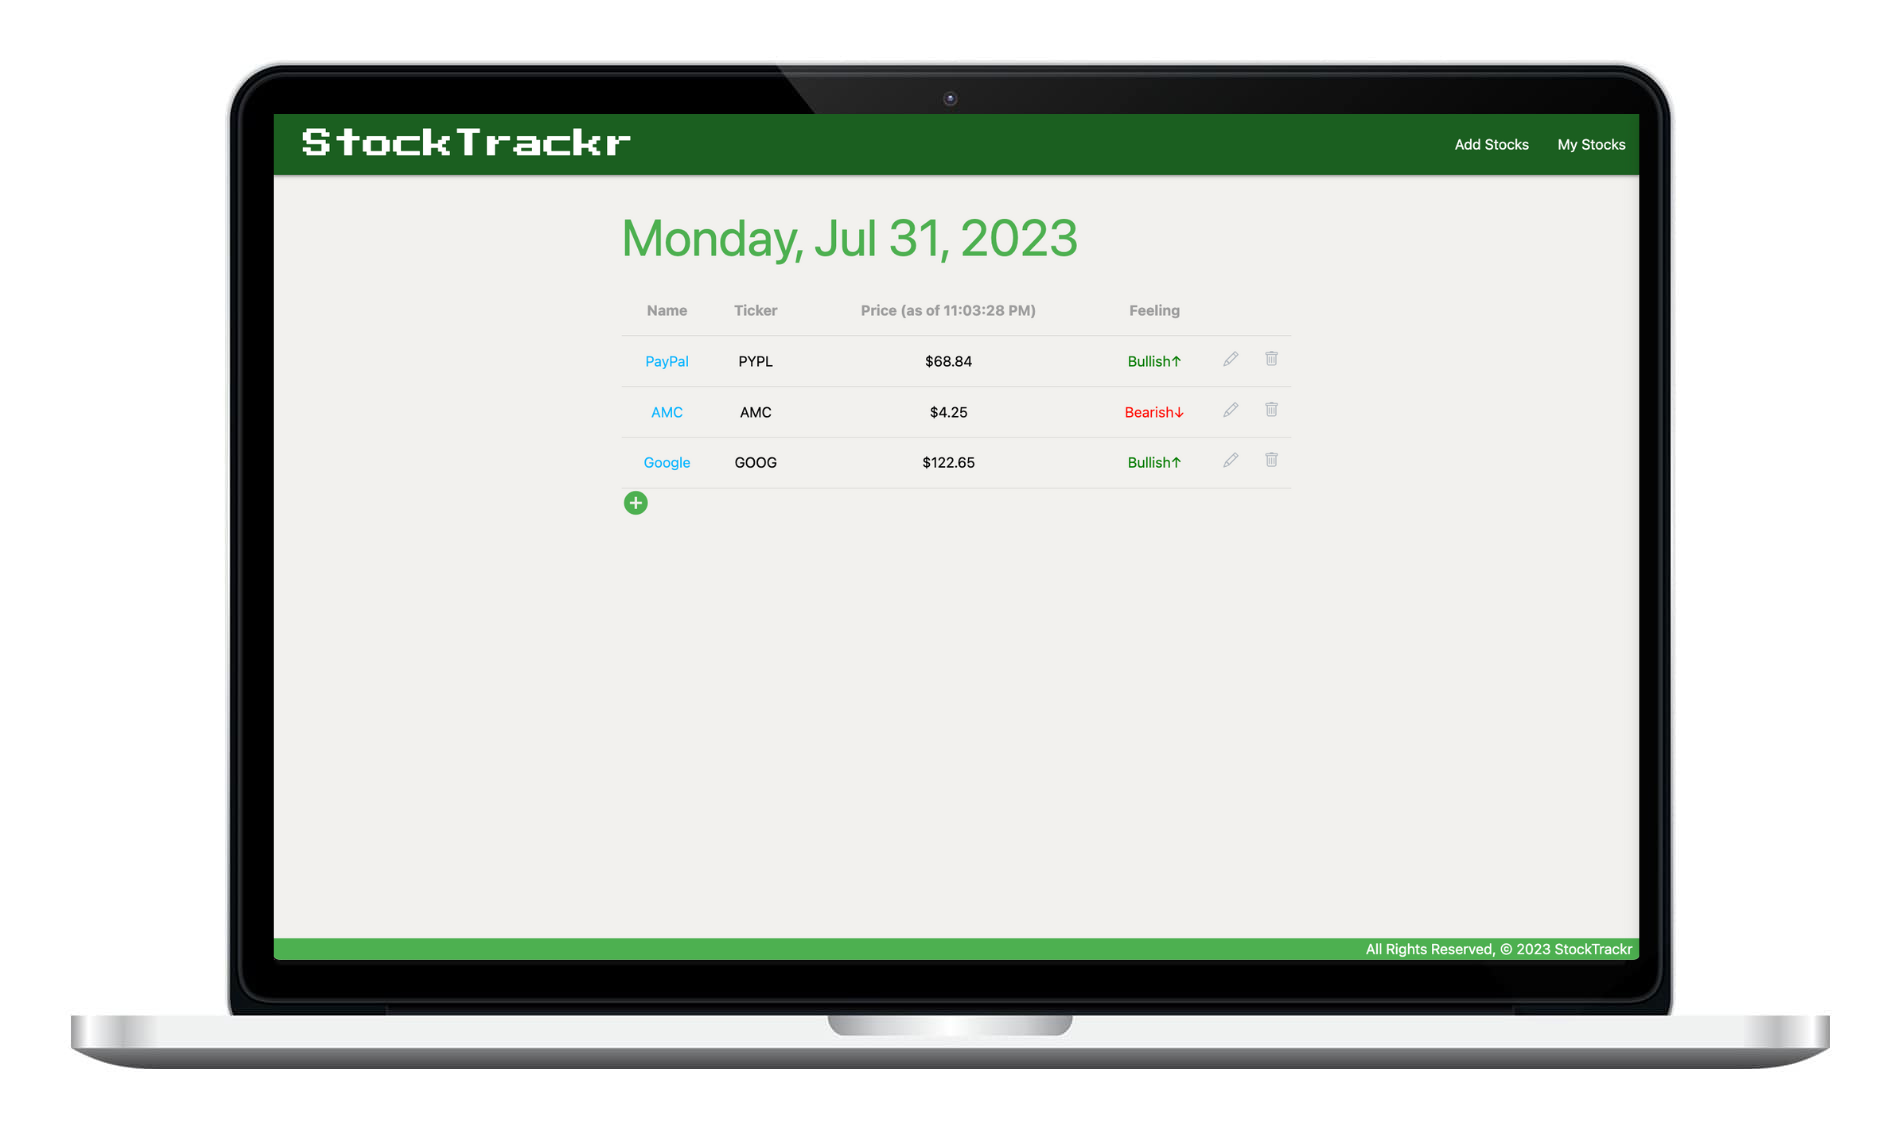 StockTrackr
Add Stocks My Stocks
Monday, Jul 31, 2023
Name Ticker Price (as of 11:03:28 PM) Feeling
PayPal PYPL $68.84 Bullish↑
AMC AMC $4.25 Bearish↓
Google GOOG $122.65 Bullish↑
All Rights Reserved, © 2023 StockTrackr